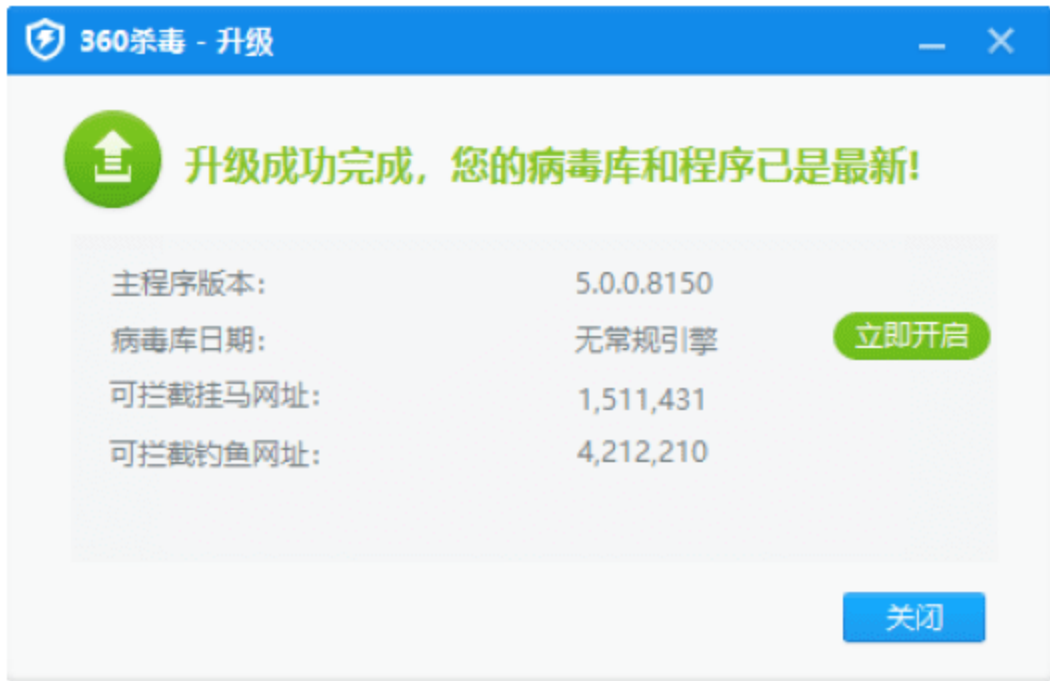 360杀毒 - 升级
升级成功完成，您的病毒库和程序已是最新!
主程序版本: 5.0.0.8150
病毒库日期: 无常规引擎 立即开启
可拦截挂马网址: 1,511,431
可拦截钓鱼网址: 4,212,210
关闭